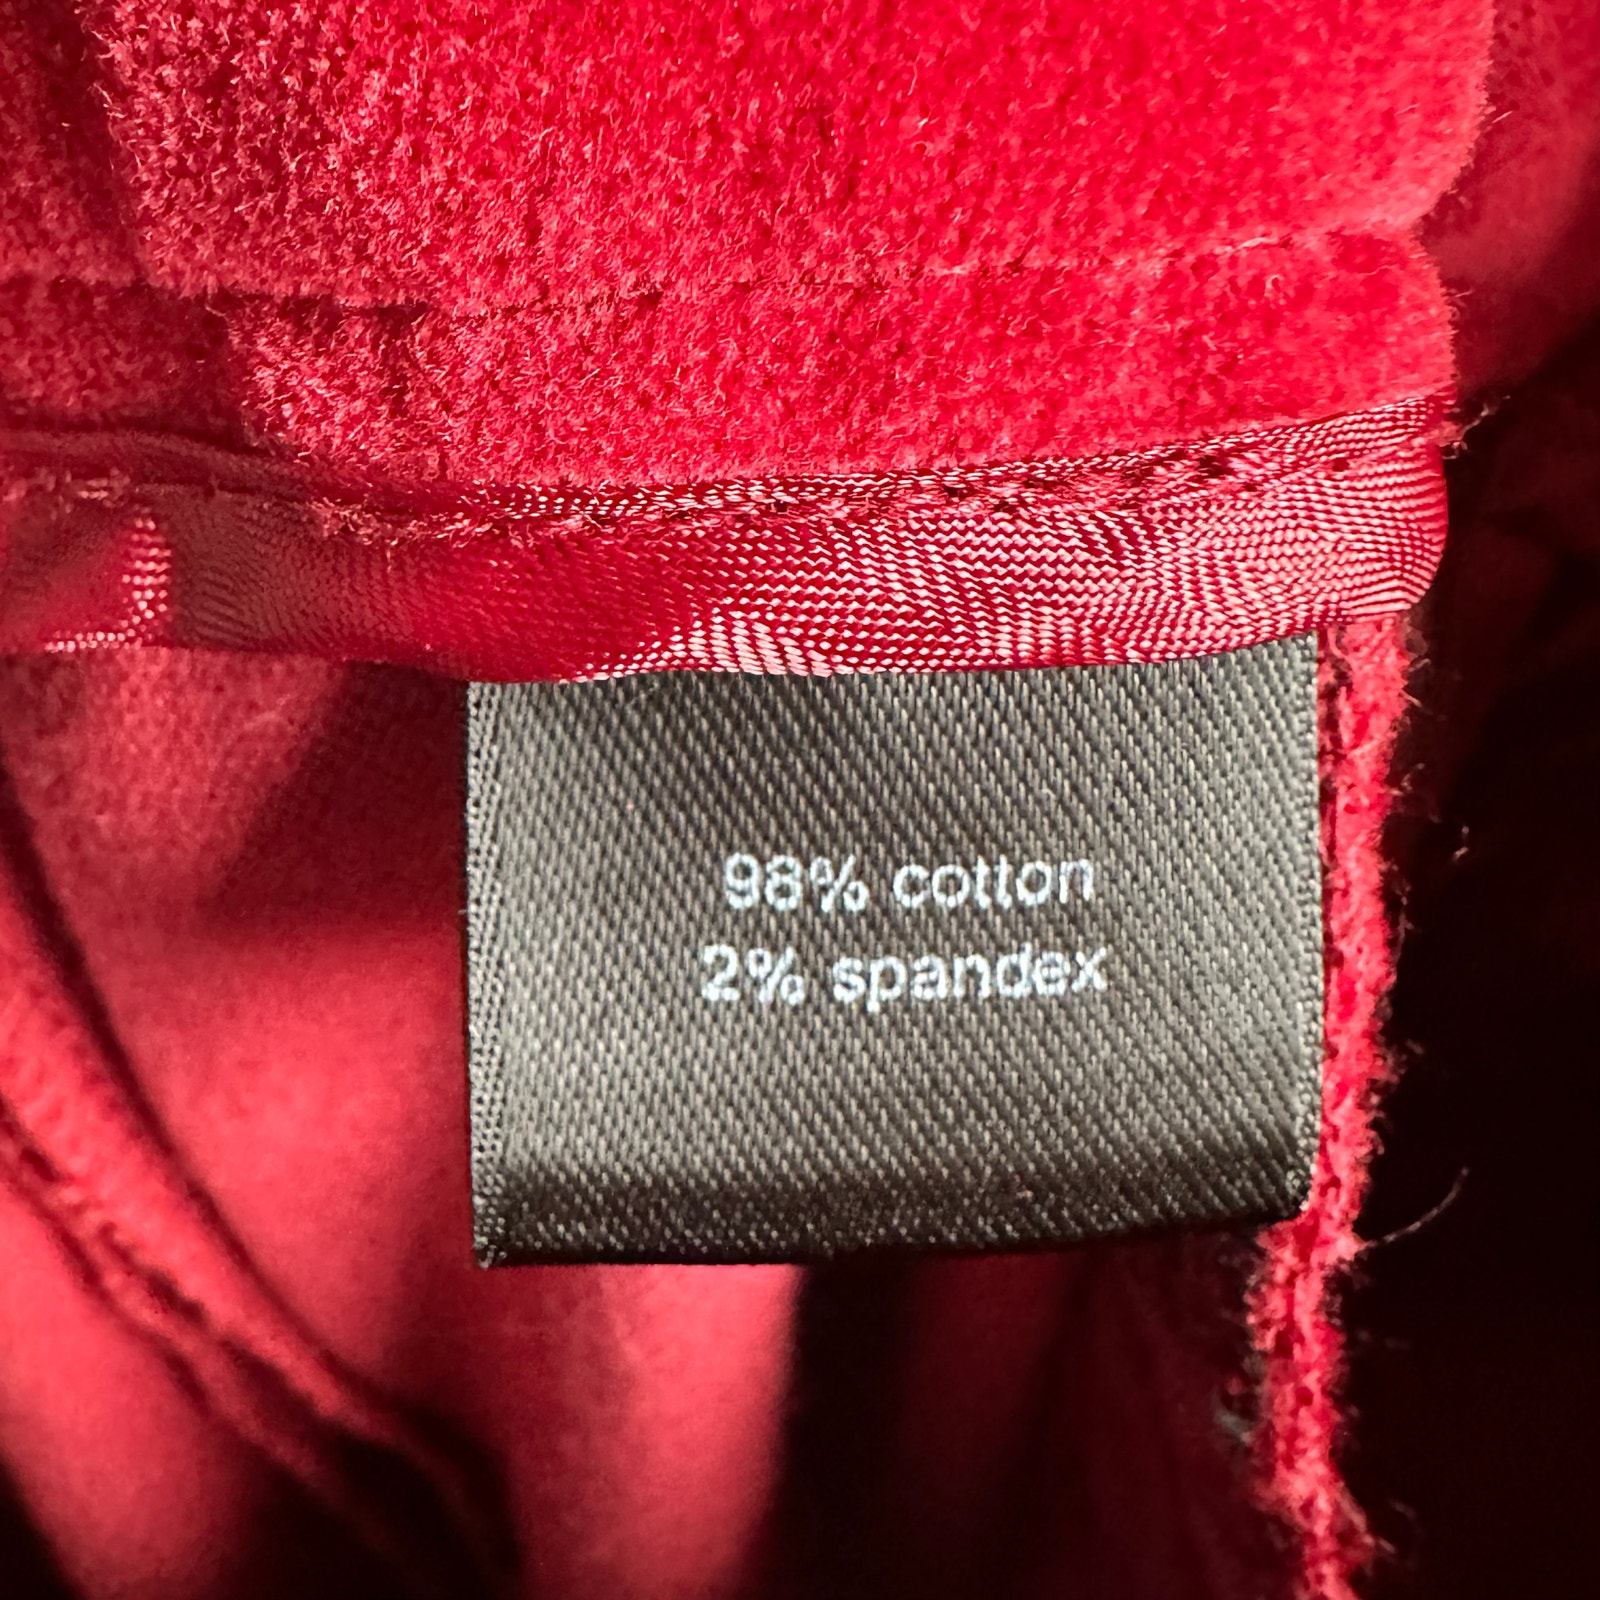 98% cotton
2% spandex